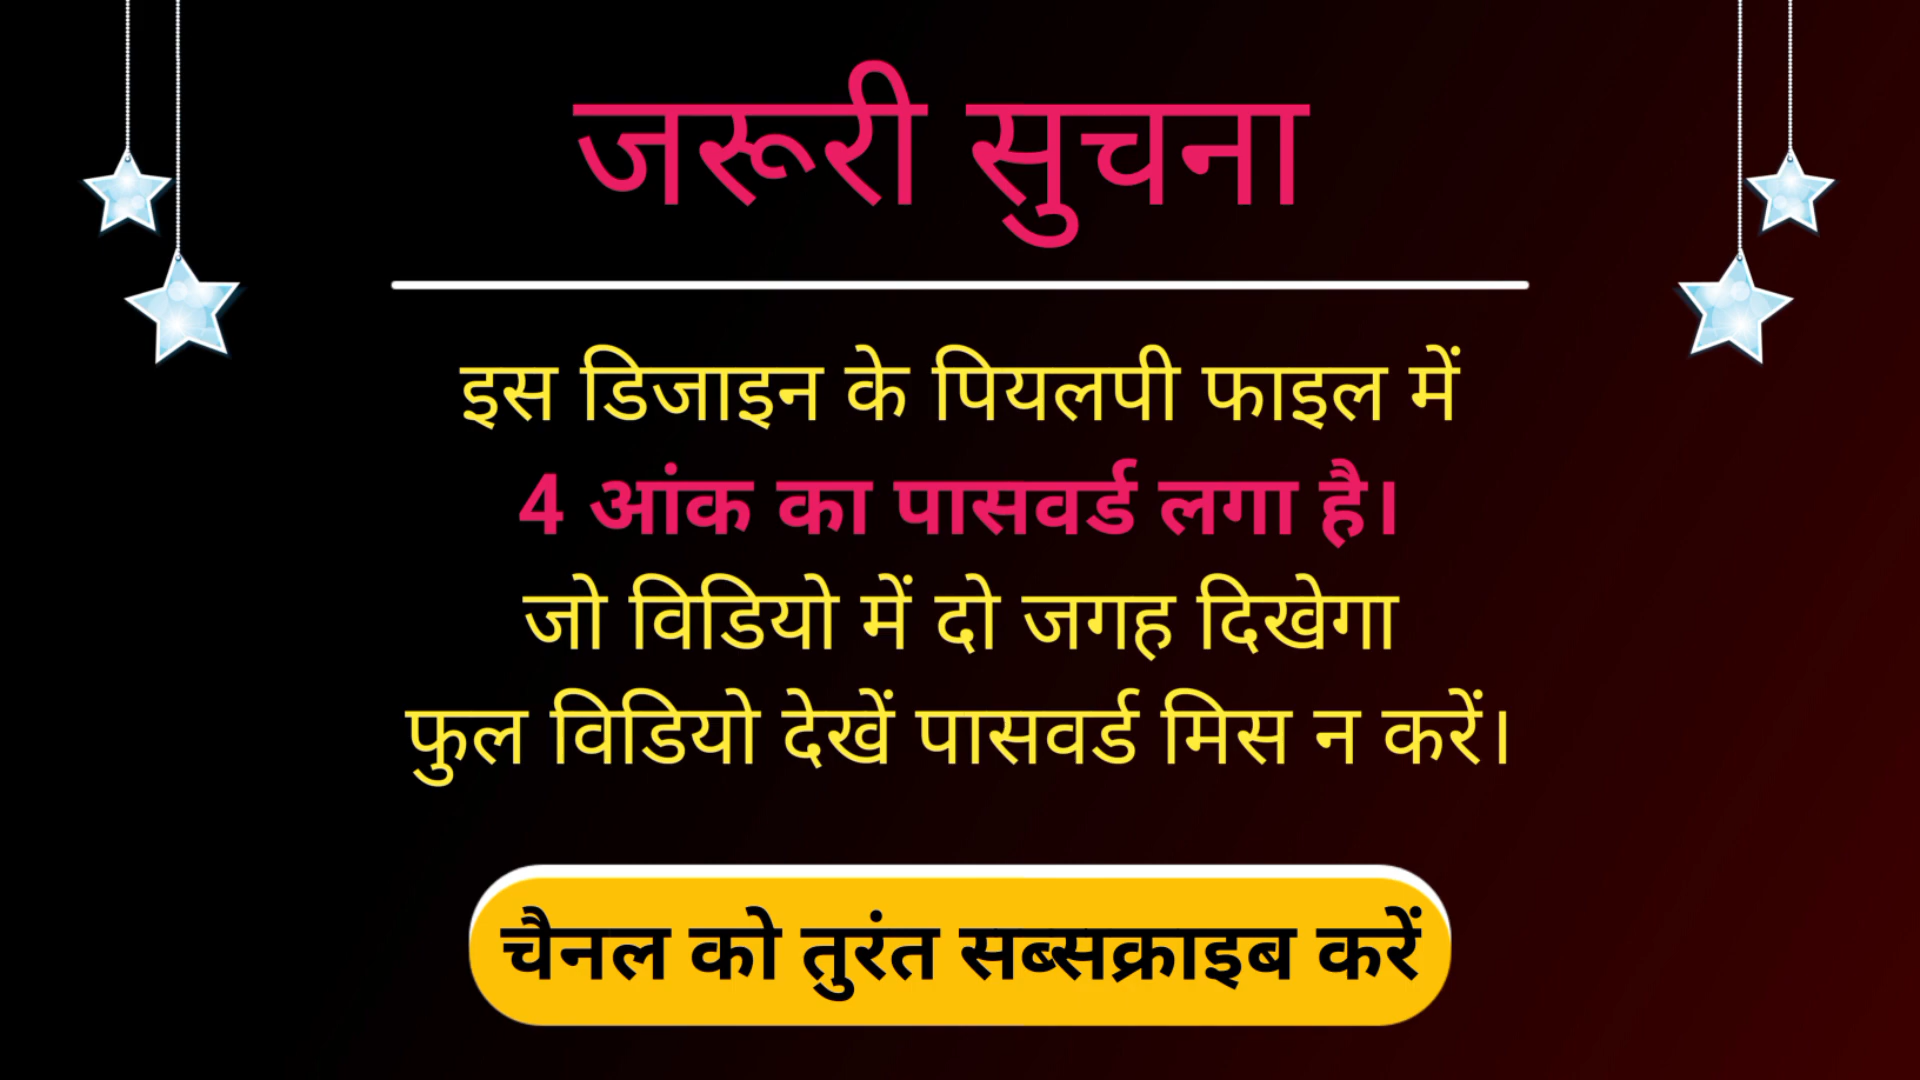 जरूरी सुचना
इस डिजाइन के पियलपी फाइल में
4 आंक का पासवर्ड लगा है।
जो विडियो में दो जगह दिखेगा
फुल विडियो देखें पासवर्ड मिस न करें।
चैनल को तुरंत सब्सक्राइब करें